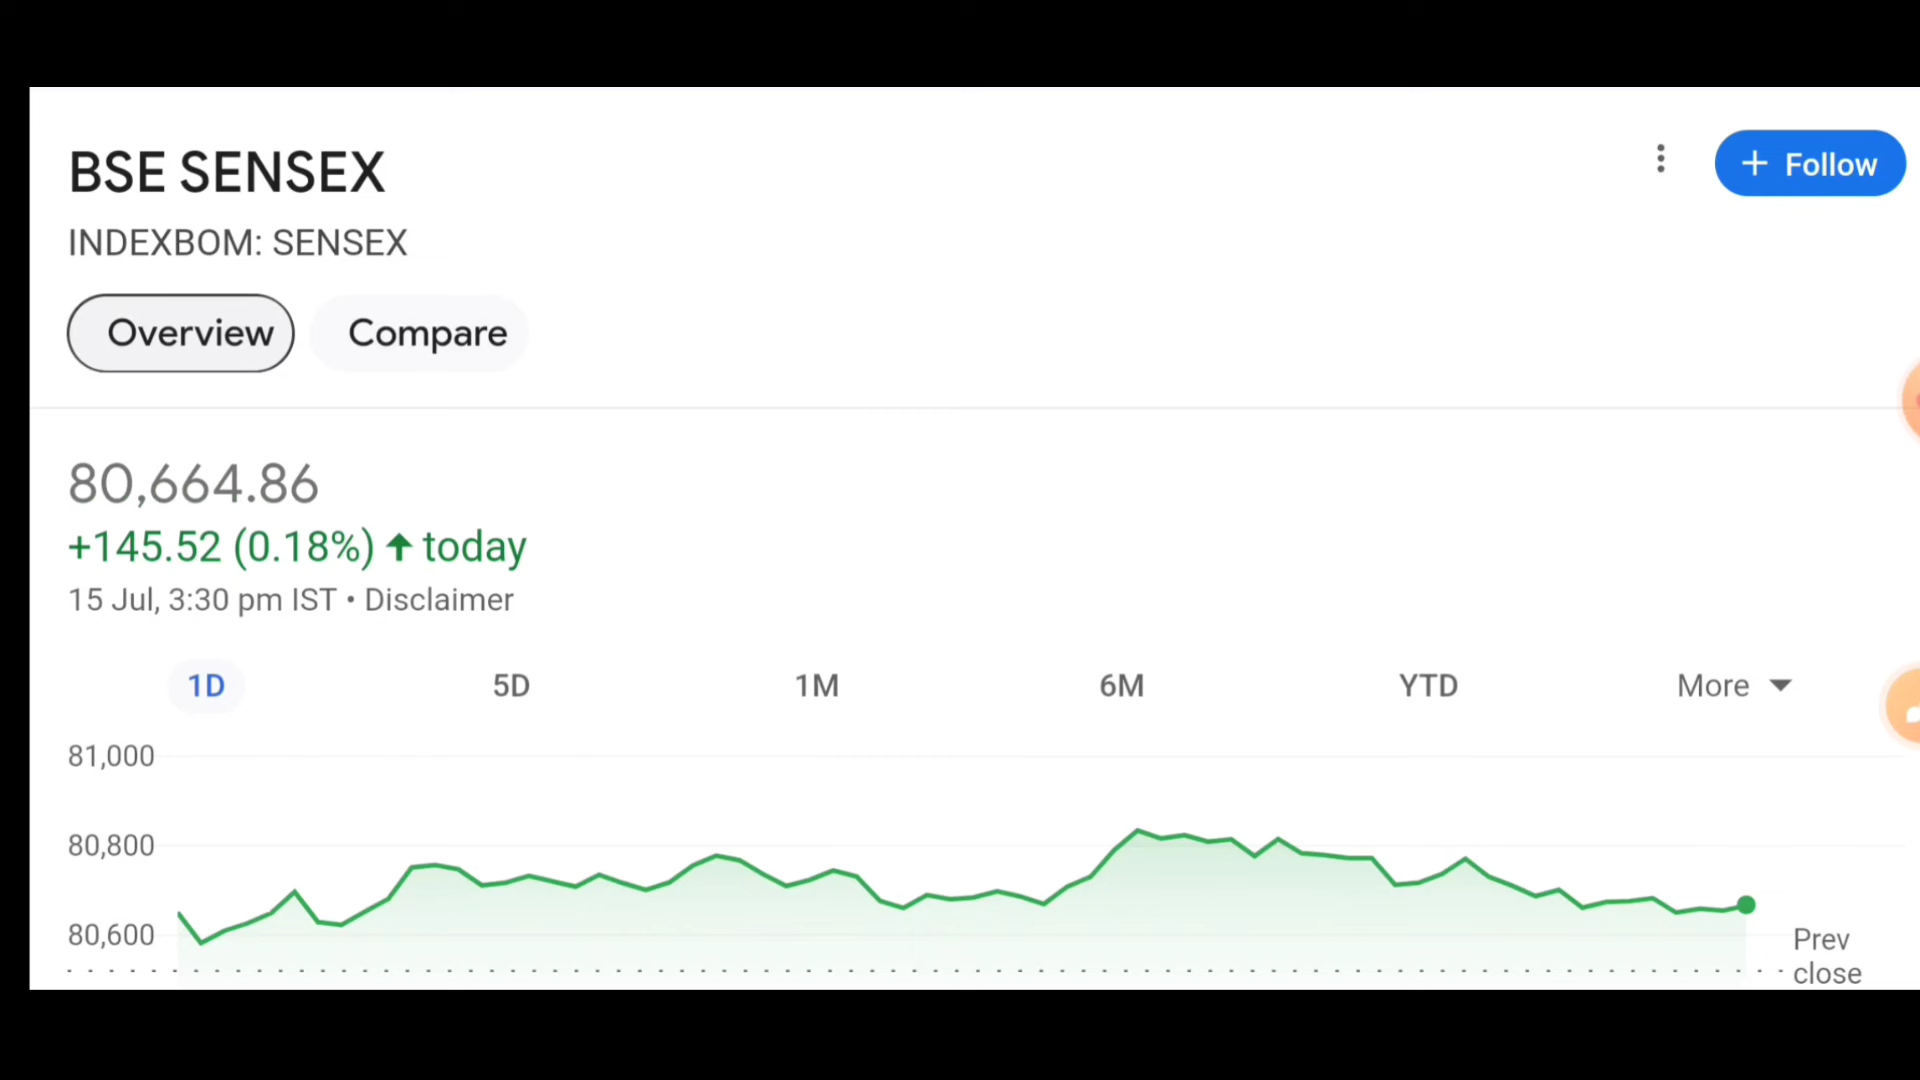 BSE SENSEX
+ Follow
INDEXBOM: SENSEX
Overview
Compare
80,664.86
+145.52 (0.18%) ↑ today
15 Jul, 3:30 pm IST • Disclaimer
1D 5D 1M 6M YTD More
81,000
80,800
80,600
Prev
close